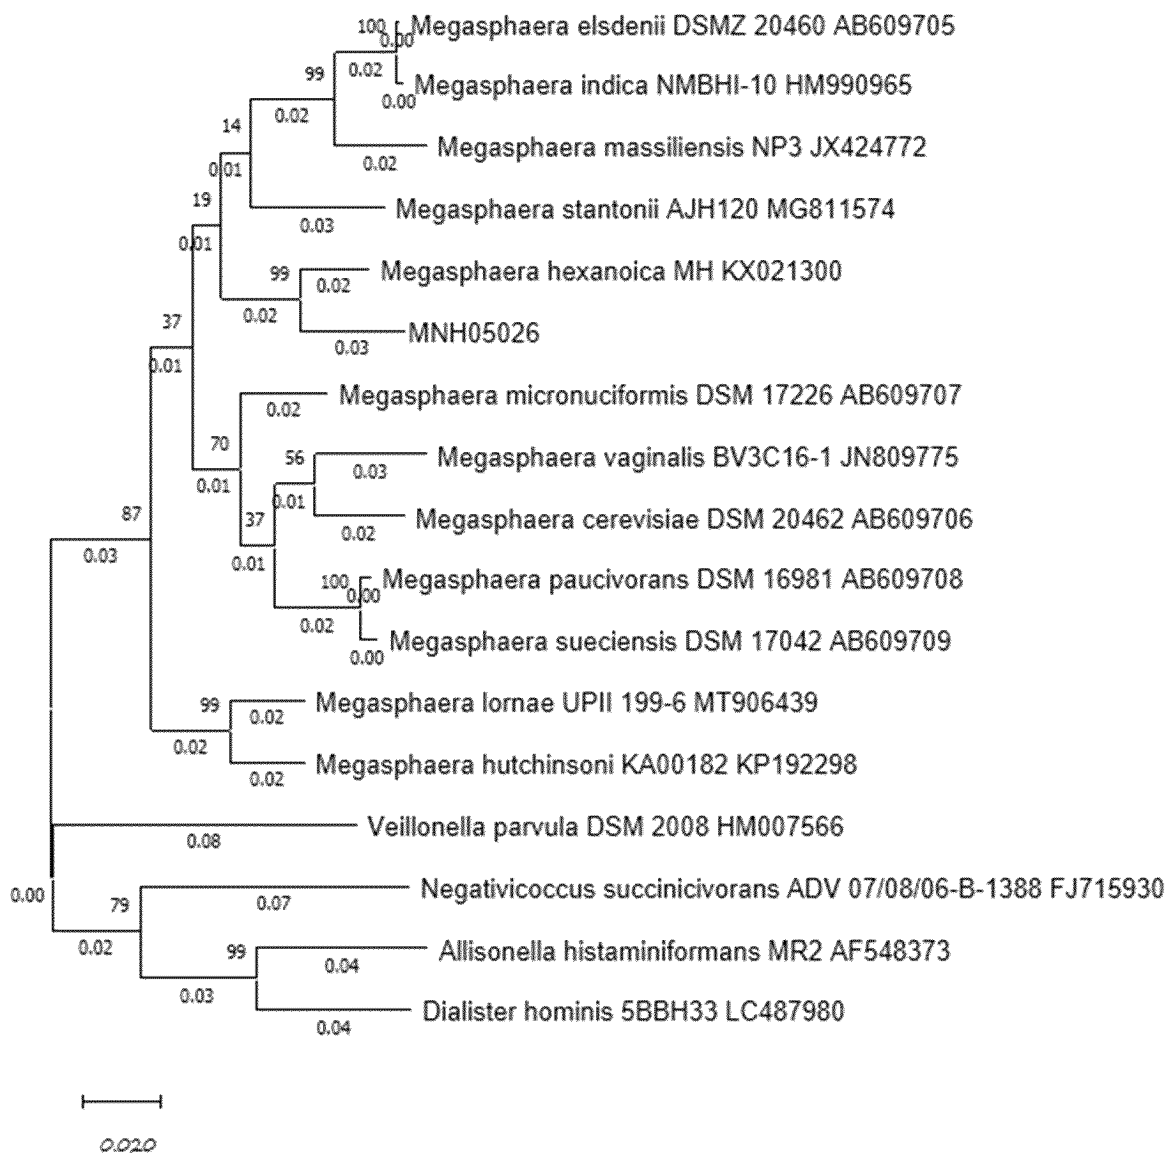 100 Megasphaera elsdenii DSMZ 20460 AB609705
0.00
99 0.02
0.00 Megasphaera indica NMBHI-10 HM990965
0.02
14
0.02 Megasphaera massiliensis NP3 JX424772
0.01
19
Megasphaera stantonii AJH120 MG811574
0.03
0.01
99 Megasphaera hexanoica MH KX021300
0.02
0.02
37
MNH05026
0.03
0.01
Megasphaera micronuciformis DSM 17226 AB609707
0.02
70
56 Megasphaera vaginalis BV3C16-1 JN809775
0.03
0.01
0.01
87 37 Megasphaera cerevisiae DSM 20462 AB609706
0.02
0.03
0.01
100 Megasphaera paucivorans DSM 16981 AB609708
0.00
0.02
Megasphaera sueciensis DSM 17042 AB609709
0.00
99 Megasphaera lornae UPII 199-6 MT906439
0.02
0.02
Megasphaera hutchinsoni KA00182 KP192298
0.02
Veillonella parvula DSM 2008 HM007566
0.08
0.00
Negativicoccus succinicivorans ADV 07/08/06-B-1388 FJ715930
79 0.07
0.02
99 Allisonella histaminiformans MR2 AF548373
0.04
0.03
Dialister hominis 5BBH33 LC487980
0.04
0.020